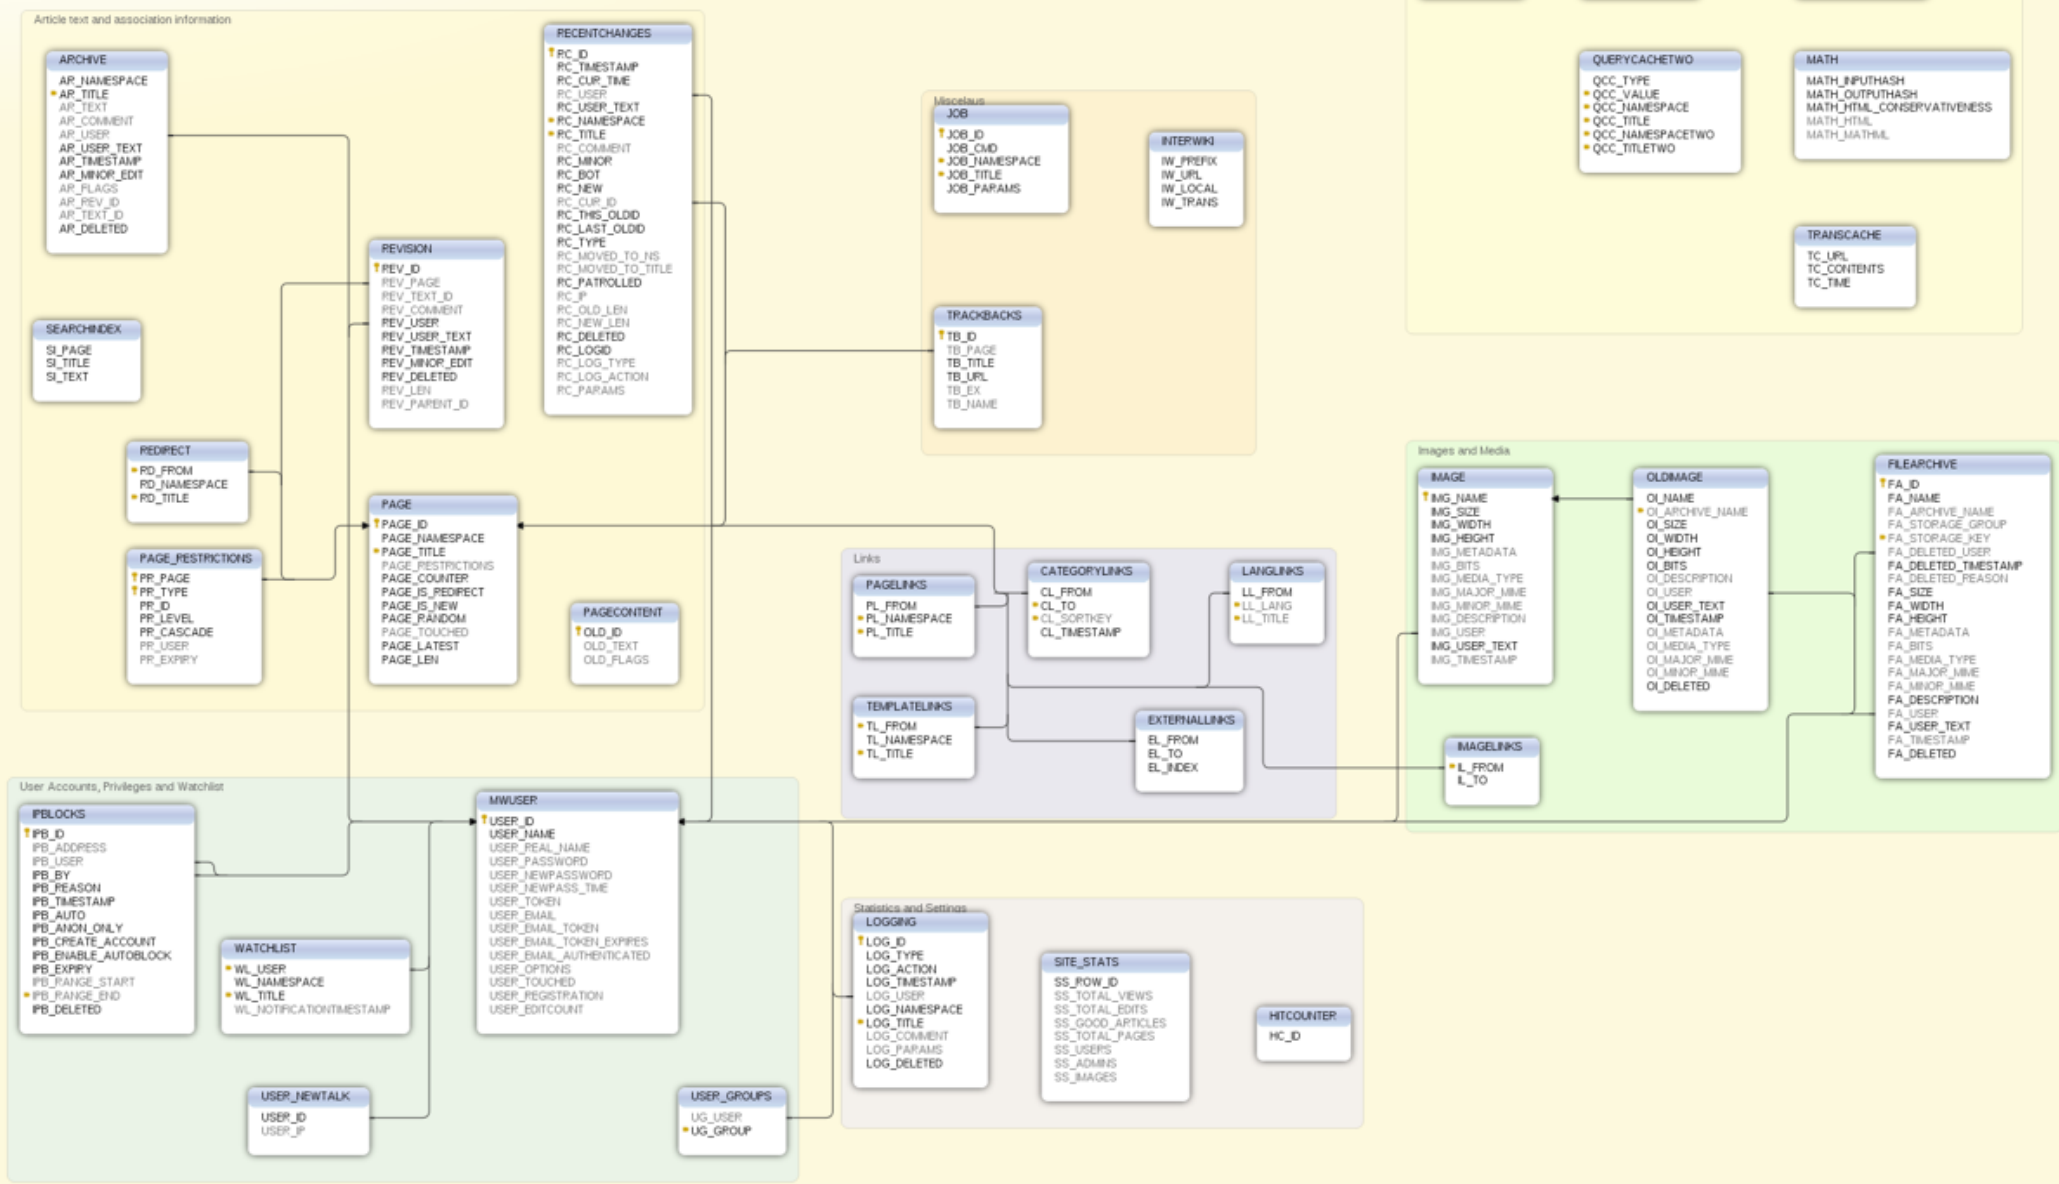 Article text and association information
ARCHIVE
AR_NAMESPACE
AR_TITLE
AR_TEXT
AR_COMMENT
AR_USER
AR_USER_TEXT
AR_TIMESTAMP
AR_MINOR_EDIT
AR_FLAGS
AR_REV_ID
AR_TEXT_ID
AR_DELETED
RECENTCHANGES
RC_ID
RC_TIMESTAMP
RC_CUR_TIME
RC_USER
RC_USER_TEXT
RC_NAMESPACE
RC_TITLE
RC_COMMENT
RC_MINOR
RC_BOT
RC_NEW
RC_CUR_ID
RC_THIS_OLDID
RC_LAST_OLDID
RC_TYPE
RC_MOVED_TO_NS
RC_MOVED_TO_TITLE
RC_PATROLLED
RC_IP
RC_OLD_LEN
RC_NEW_LEN
RC_DELETED
RC_LOGID
RC_LOG_TYPE
RC_LOG_ACTION
RC_PARAMS
REVISION
REV_ID
REV_PAGE
REV_TEXT_ID
REV_COMMENT
REV_USER
REV_USER_TEXT
REV_TIMESTAMP
REV_MINOR_EDIT
REV_DELETED
REV_LEN
REV_PARENT_ID
SEARCHINDEX
SI_PAGE
SI_TITLE
SI_TEXT
REDIRECT
RD_FROM
RD_NAMESPACE
RD_TITLE
PAGE_RESTRICTIONS
PR_PAGE
PR_TYPE
PR_ID
PR_LEVEL
PR_CASCADE
PR_USER
PR_EXPIRY
PAGE
PAGE_ID
PAGE_NAMESPACE
PAGE_TITLE
PAGE_RESTRICTIONS
PAGE_COUNTER
PAGE_IS_REDIRECT
PAGE_IS_NEW
PAGE_RANDOM
PAGE_TOUCHED
PAGE_LATEST
PAGE_LEN
PAGECONTENT
OLD_ID
OLD_TEXT
OLD_FLAGS
Miscelaus
JOB
JOB_ID
JOB_CMD
JOB_NAMESPACE
JOB_TITLE
JOB_PARAMS
INTERWIKI
IW_PREFIX
IW_URL
IW_LOCAL
IW_TRANS
TRACKBACKS
TB_ID
TB_PAGE
TB_TITLE
TB_URL
TB_EX
TB_NAME
QUERYCACHETWO
QCC_TYPE
QCC_VALUE
QCC_NAMESPACE
QCC_TITLE
QCC_NAMESPACETWO
QCC_TITLETWO
MATH
MATH_INPUTHASH
MATH_OUTPUTHASH
MATH_HTML_CONSERVATIVENESS
MATH_HTML
MATH_MATHML
TRANSCACHE
TC_URL
TC_CONTENTS
TC_TIME
Links
PAGELINKS
PL_FROM
PL_NAMESPACE
PL_TITLE
CATEGORYLINKS
CL_FROM
CL_TO
CL_SORTKEY
CL_TIMESTAMP
LANGLINKS
LL_FROM
LL_LANG
LL_TITLE
TEMPLATELINKS
TL_FROM
TL_NAMESPACE
TL_TITLE
EXTERNALLINKS
EL_FROM
EL_TO
EL_INDEX
Images and Media
IMAGE
IMG_NAME
IMG_SIZE
IMG_WIDTH
IMG_HEIGHT
IMG_METADATA
IMG_BITS
IMG_MEDIA_TYPE
IMG_MAJOR_MIME
IMG_MINOR_MIME
IMG_DESCRIPTION
IMG_USER
IMG_USER_TEXT
IMG_TIMESTAMP
OLDIMAGE
OI_NAME
OI_ARCHIVE_NAME
OI_SIZE
OI_WIDTH
OI_HEIGHT
OI_BITS
OI_DESCRIPTION
OI_USER
OI_USER_TEXT
OI_TIMESTAMP
OI_METADATA
OI_MEDIA_TYPE
OI_MAJOR_MIME
OI_MINOR_MIME
OI_DELETED
FILEARCHIVE
FA_ID
FA_NAME
FA_ARCHIVE_NAME
FA_STORAGE_GROUP
FA_STORAGE_KEY
FA_DELETED_USER
FA_DELETED_TIMESTAMP
FA_DELETED_REASON
FA_SIZE
FA_WIDTH
FA_HEIGHT
FA_METADATA
FA_BITS
FA_MEDIA_TYPE
FA_MAJOR_MIME
FA_MINOR_MIME
FA_DESCRIPTION
FA_USER
FA_USER_TEXT
FA_TIMESTAMP
FA_DELETED
IMAGELINKS
IL_FROM
IL_TO
User Accounts, Privileges and Watchlist
IPBLOCKS
IPB_ID
IPB_ADDRESS
IPB_USER
IPB_BY
IPB_REASON
IPB_TIMESTAMP
IPB_AUTO
IPB_ANON_ONLY
IPB_CREATE_ACCOUNT
IPB_ENABLE_AUTOBLOCK
IPB_EXPIRY
IPB_RANGE_START
IPB_RANGE_END
IPB_DELETED
WATCHLIST
WL_USER
WL_NAMESPACE
WL_TITLE
WL_NOTIFICATIONTIMESTAMP
MWUSER
USER_ID
USER_NAME
USER_REAL_NAME
USER_PASSWORD
USER_NEWPASSWORD
USER_NEWPASS_TIME
USER_TOKEN
USER_EMAIL
USER_EMAIL_TOKEN
USER_EMAIL_TOKEN_EXPIRES
USER_EMAIL_AUTHENTICATED
USER_OPTIONS
USER_TOUCHED
USER_REGISTRATION
USER_EDITCOUNT
USER_NEWTALK
USER_ID
USER_IP
USER_GROUPS
UG_USER
UG_GROUP
Statistics and Settings
LOGGING
LOG_ID
LOG_TYPE
LOG_ACTION
LOG_TIMESTAMP
LOG_USER
LOG_NAMESPACE
LOG_TITLE
LOG_COMMENT
LOG_PARAMS
LOG_DELETED
SITE_STATS
SS_ROW_ID
SS_TOTAL_VIEWS
SS_TOTAL_EDITS
SS_GOOD_ARTICLES
SS_TOTAL_PAGES
SS_USERS
SS_ADMINS
SS_IMAGES
HITCOUNTER
HC_ID